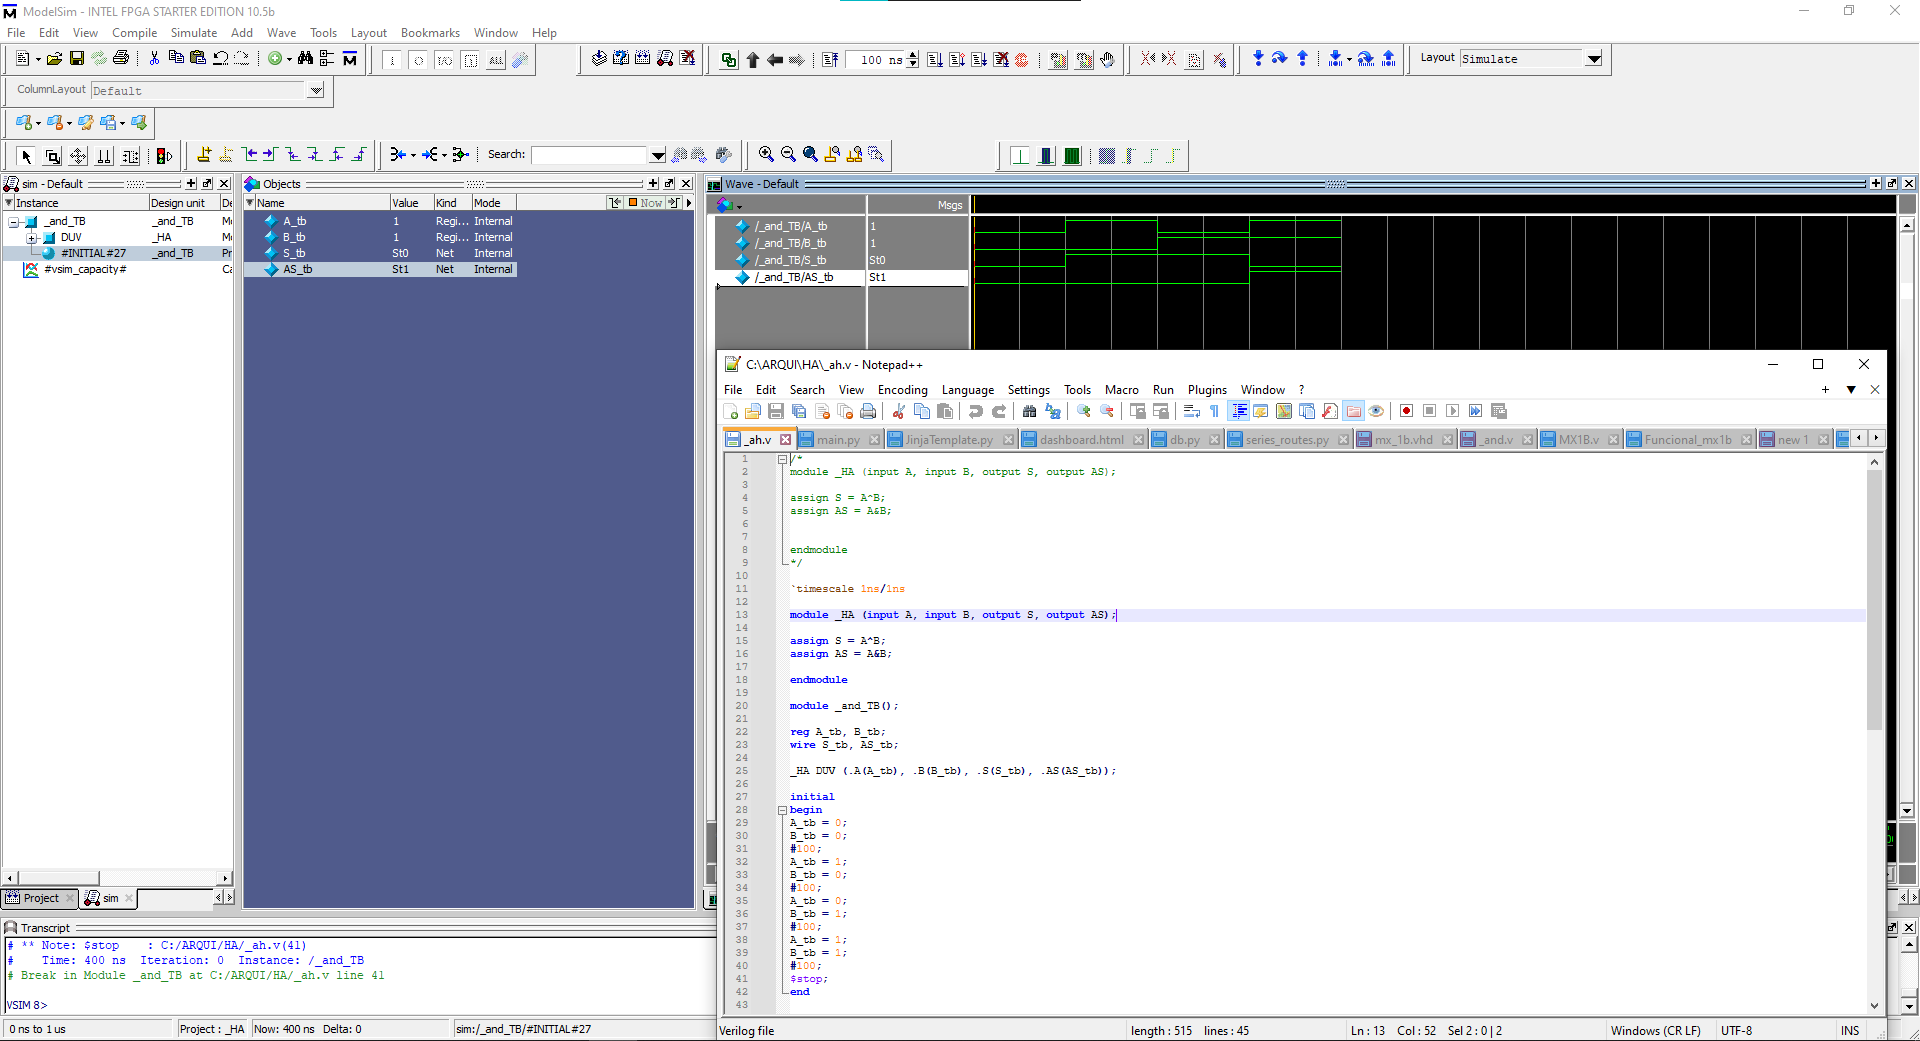 ModelSim - INTEL FPGA STARTER EDITION 10.5b
File Edit View Compile Simulate Add Wave Tools Layout Bookmarks Window Help
100 ns
Layout Simulate
ColumnLayout Default
Search:
sim - Default
Instance Design unit
_and_TB _and_TB
DUV _HA
#INITIAL#27 _and_TB
#vsim_capacity#
Project sim
Objects
Name Value Kind Mode Now
A_tb 1 Regi... Internal
B_tb 1 Regi... Internal
S_tb St0 Net Internal
AS_tb St1 Net Internal
Wave - Default
Msgs
/_and_TB/A_tb 1
/_and_TB/B_tb 1
/_and_TB/S_tb St0
/_and_TB/AS_tb St1
C:\ARQUI\HA\_ah.v - Notepad++
File Edit Search View Encoding Language Settings Tools Macro Run Plugins Window ?
_ah.v main.py JinjaTemplate.py dashboard.html db.py series_routes.py mx_1b.vhd _and.v MX1B.v Funcional_mx1b new 1
1 /*
2 module _HA (input A, input B, output S, output AS);
3
4 assign S = A^B;
5 assign AS = A&B;
6
7
8 endmodule
9 */
10
11 `timescale 1ns/1ns
12
13 module _HA (input A, input B, output S, output AS);
14
15 assign S = A^B;
16 assign AS = A&B;
17
18 endmodule
19
20 module _and_TB();
21
22 reg A_tb, B_tb;
23 wire S_tb, AS_tb;
24
25 _HA DUV (.A(A_tb), .B(B_tb), .S(S_tb), .AS(AS_tb));
26
27 initial
28 begin
29 A_tb = 0;
30 B_tb = 0;
31 #100;
32 A_tb = 1;
33 B_tb = 0;
34 #100;
35 A_tb = 0;
36 B_tb = 1;
37 #100;
38 A_tb = 1;
39 B_tb = 1;
40 #100;
41 $stop;
42 end
43
Verilog file length : 515 lines : 45 Ln : 13 Col : 52 Sel 2 : 0 | 2 Windows (CR LF) UTF-8 INS
Transcript
# ** Note: $stop    : C:/ARQUI/HA/_ah.v(41)
#    Time: 400 ns  Iteration: 0  Instance: /_and_TB
# Break in Module _and_TB at C:/ARQUI/HA/_ah.v line 41
VSIM 8>
0 ns to 1 us Project : _HA Now: 400 ns Delta: 0 sim:/_and_TB/#INITIAL#27